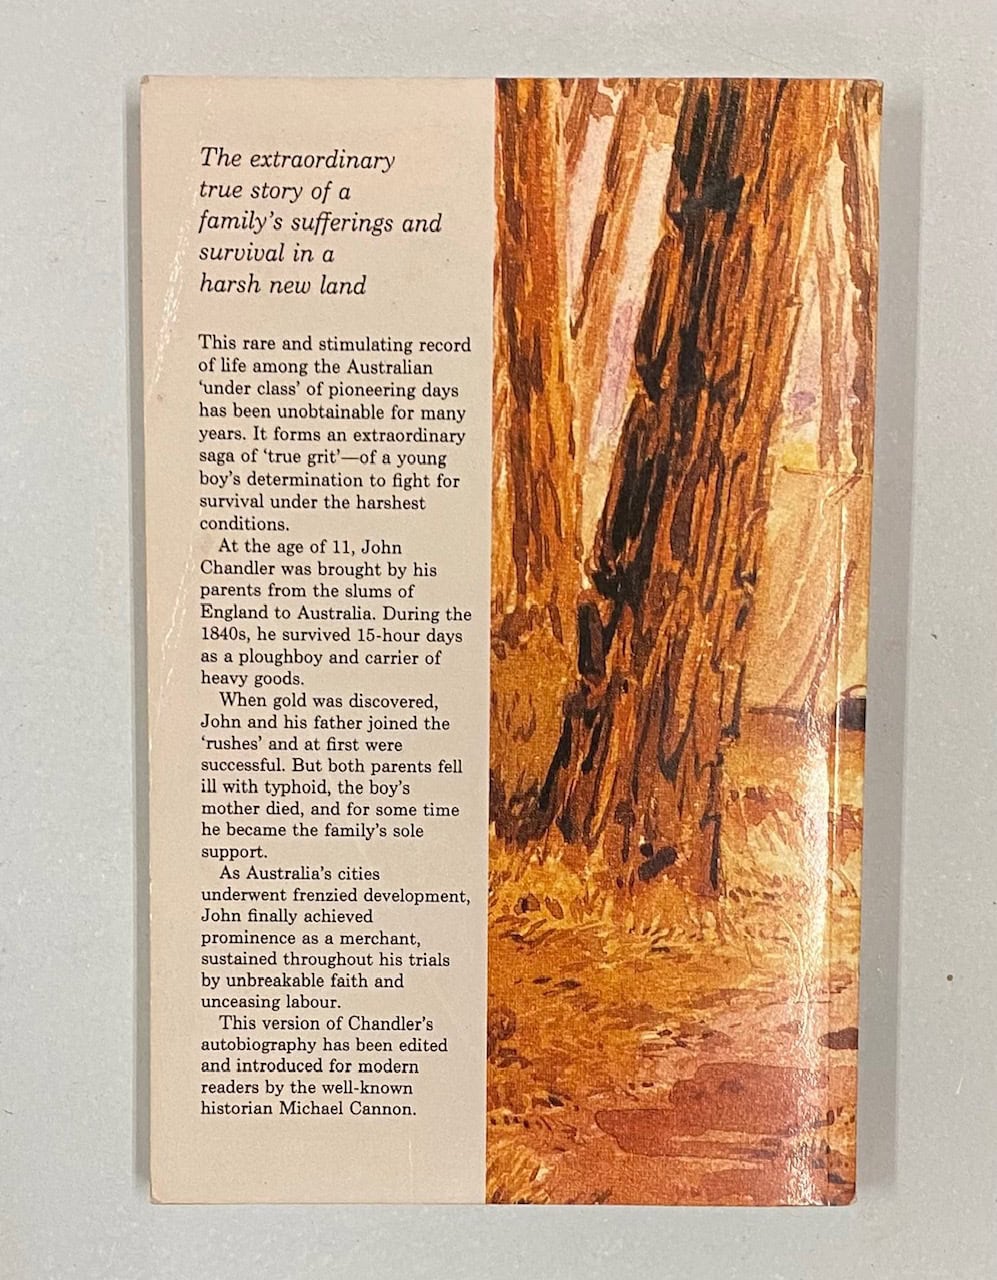 The extraordinary
true story of a
family's sufferings and
survival in a
harsh new land
This rare and stimulating record
of life among the Australian
‘under class’ of pioneering days
has been unobtainable for many
years. It forms an extraordinary
saga of ‘true grit’—of a young
boy's determination to fight for
survival under the harshest
conditions.
At the age of 11, John
Chandler was brought by his
parents from the slums of
England to Australia. During the
1840s, he survived 15-hour days
as a ploughboy and carrier of
heavy goods.
When gold was discovered,
John and his father joined the
‘rushes’ and at first were
successful. But both parents fell
ill with typhoid, the boy's
mother died, and for some time
he became the family's sole
support.
As Australia's cities
underwent frenzied development,
John finally achieved
prominence as a merchant,
sustained throughout his trials
by unbreakable faith and
unceasing labour.
This version of Chandler's
autobiography has been edited
and introduced for modern
readers by the well-known
historian Michael Cannon.